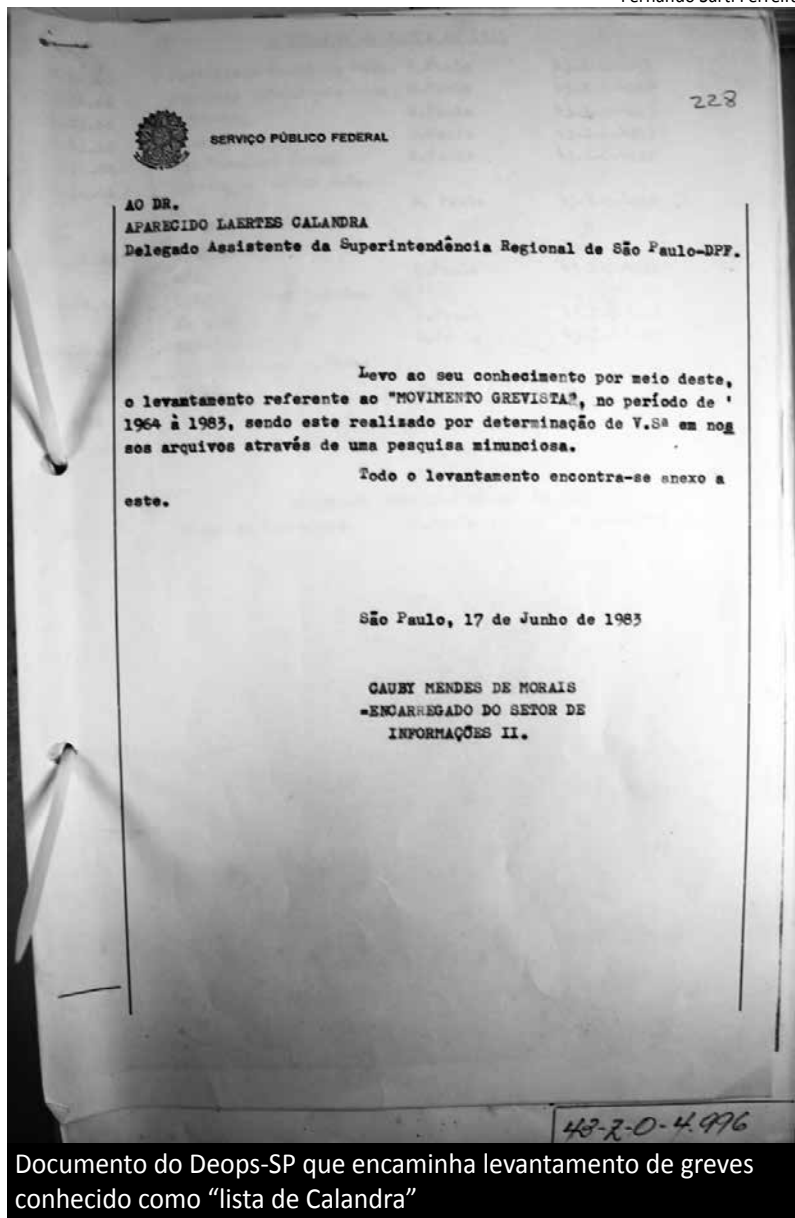 Fernando Sarti Ferreira
228
SERVIÇO PÚBLICO FEDERAL
AO DR.
APARECIDO LAERTES CALANDRA
Delegado Assistente da Superintendência Regional de São Paulo-DPF.
Levo ao seu conhecimento por meio deste,
o levantamento referente ao "MOVIMENTO GREVISTA", no período de '
1964 à 1983, sendo este realizado por determinação de V.Sª em nos
sos arquivos através de uma pesquisa minunciosa.
Todo o levantamento encontra-se anexo a
este.
São Paulo, 17 de Junho de 1983
CAUBY MENDES DE MORAIS
=ENCARREGADO DO SETOR DE
INFORMAÇÕES II.
43-Z-0-4.996
Documento do Deops-SP que encaminha levantamento de greves
conhecido como “lista de Calandra”